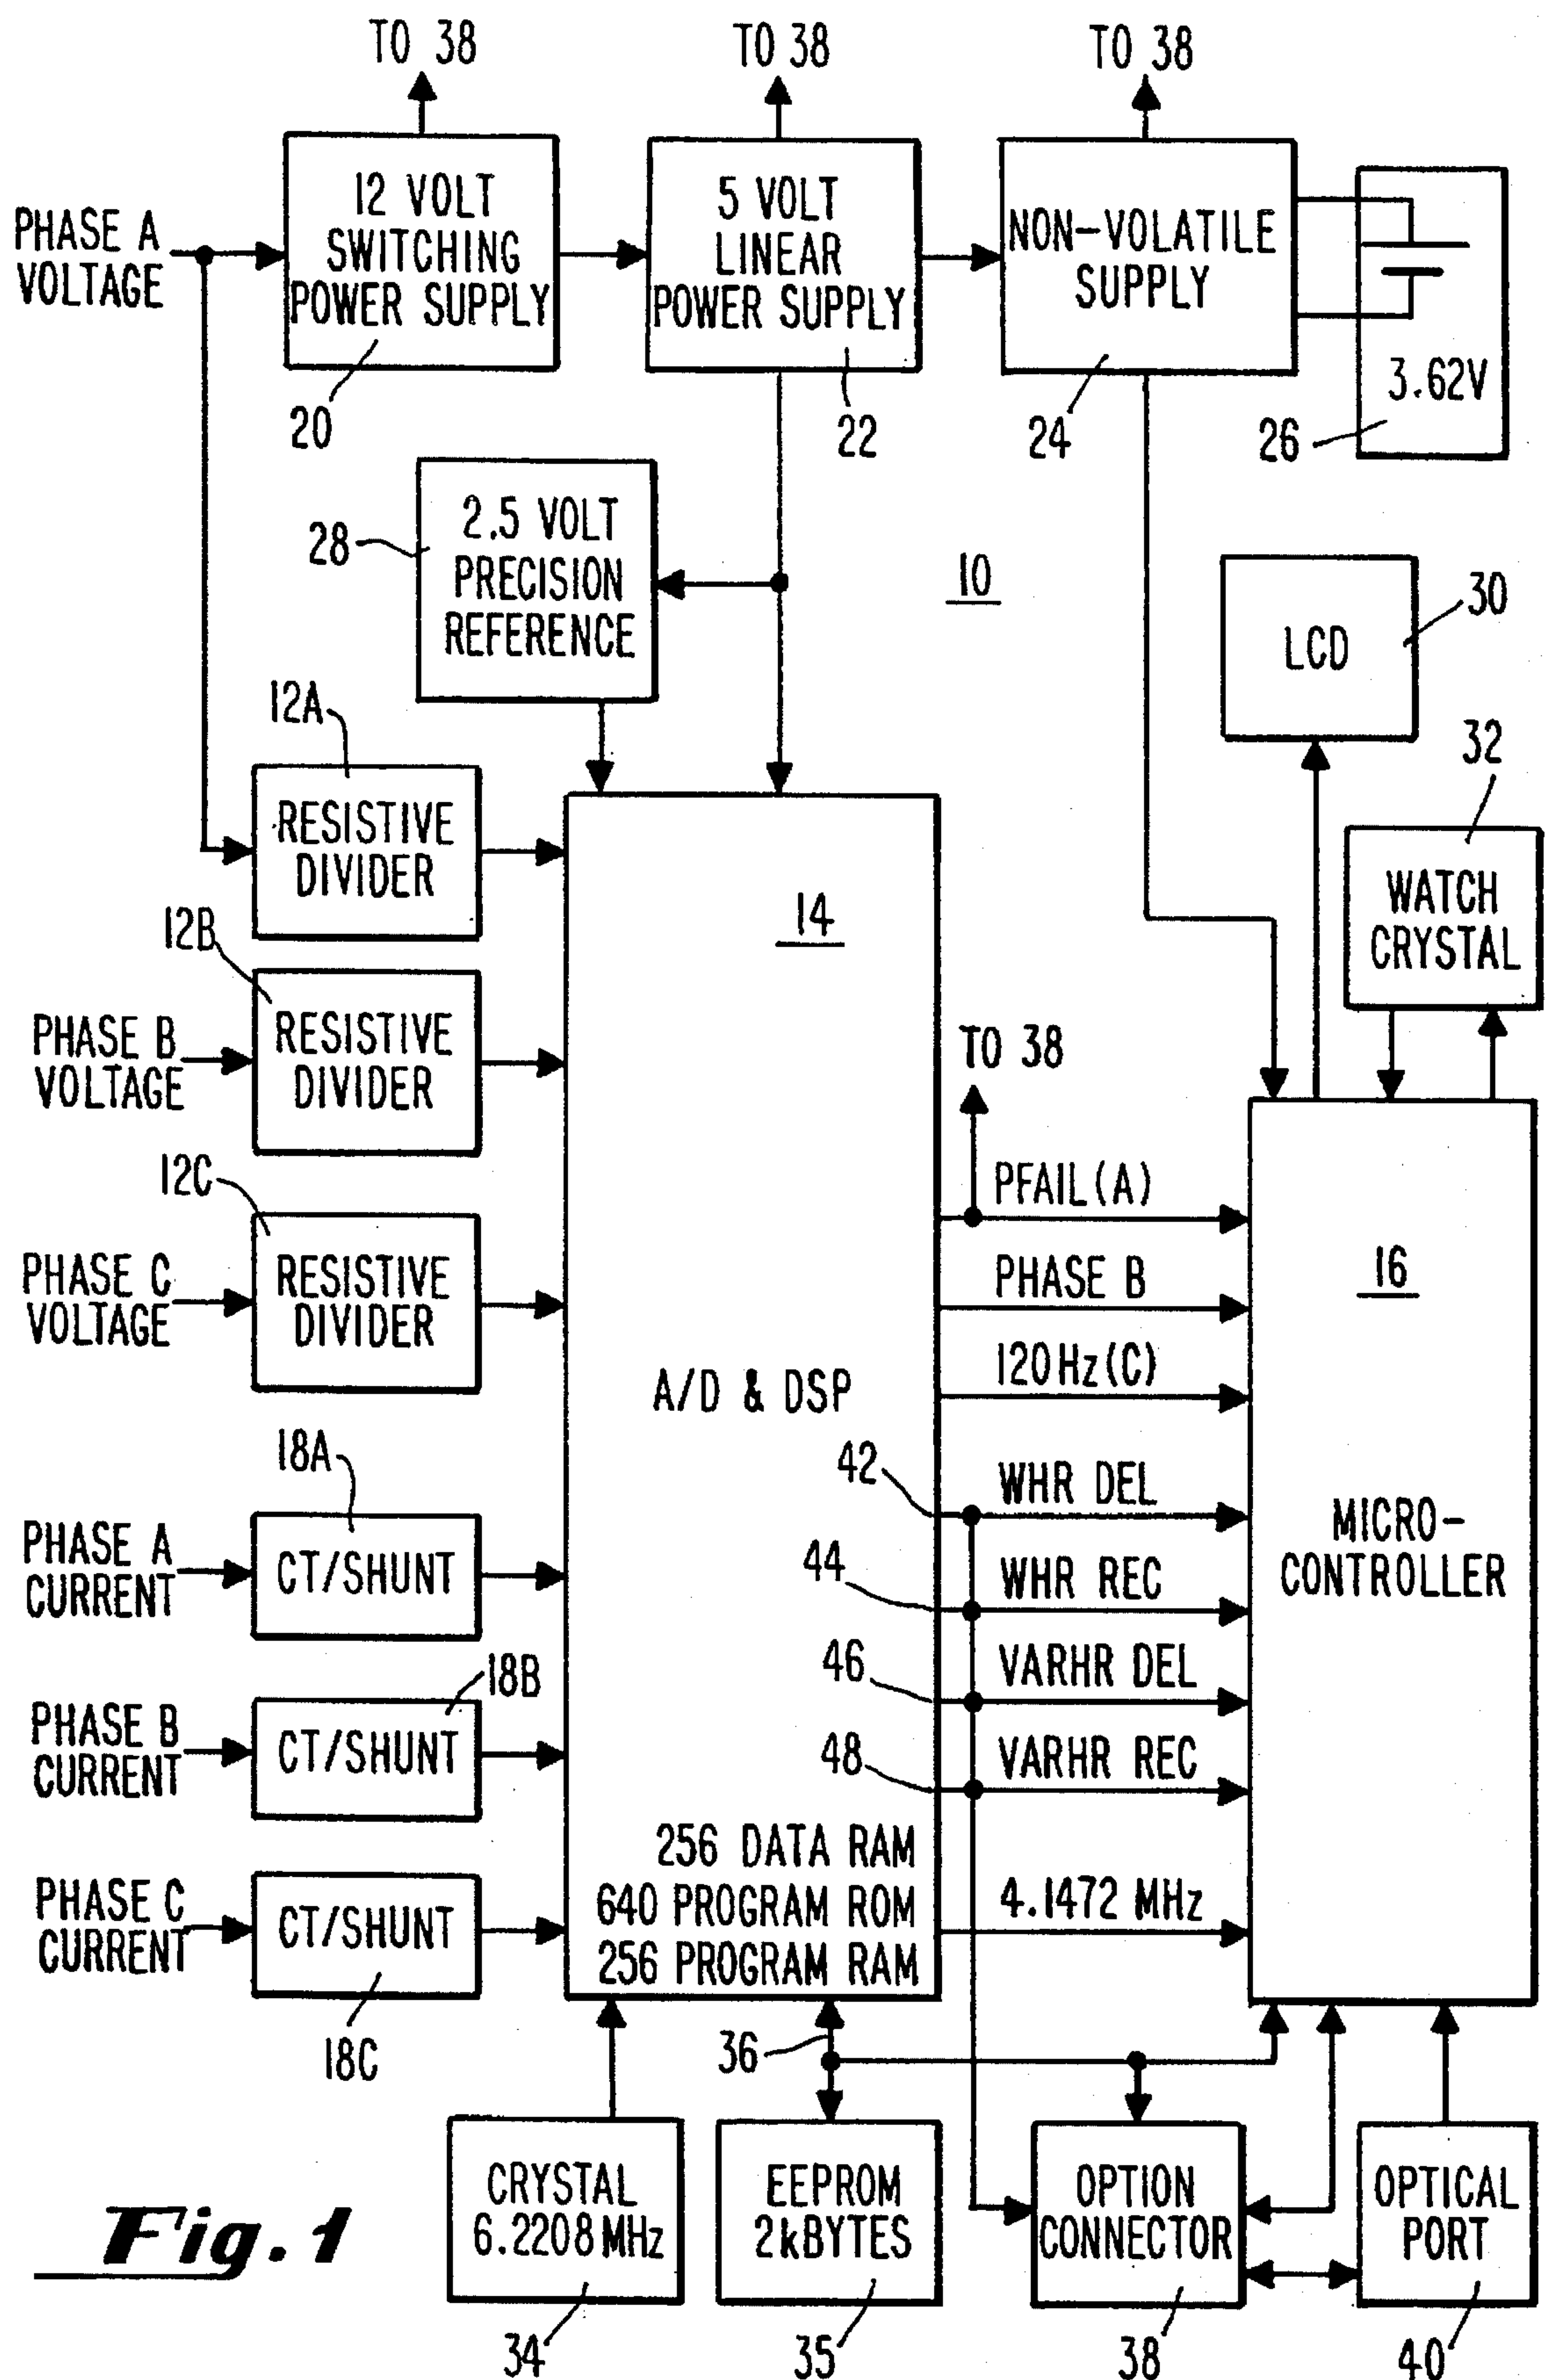 TO 38
TO 38
TO 38
PHASE A
VOLTAGE
12 VOLT
SWITCHING
POWER SUPPLY
5 VOLT
LINEAR
POWER SUPPLY
NON-VOLATILE
SUPPLY
3.62V
20
22
24
26
28
2.5 VOLT
PRECISION
REFERENCE
10
LCD
30
12A
32
RESISTIVE
DIVIDER
14
WATCH
CRYSTAL
12B
PHASE B
VOLTAGE
RESISTIVE
DIVIDER
TO 38
12C
PHASE C
VOLTAGE
RESISTIVE
DIVIDER
PFAIL(A)
PHASE B
120Hz(C)
16
A/D & DSP
18A
42
WHR DEL
MICRO-
CONTROLLER
PHASE A
CURRENT
CT/SHUNT
44
WHR REC
46
VARHR DEL
18B
PHASE B
CURRENT
CT/SHUNT
48
VARHR REC
256 DATA RAM
640 PROGRAM ROM
256 PROGRAM RAM
4.1472 MHz
PHASE C
CURRENT
CT/SHUNT
18C
36
CRYSTAL
6.2208MHz
EEPROM
2kBYTES
OPTION
CONNECTOR
OPTICAL
PORT
Fig. 1
34
35
38
40